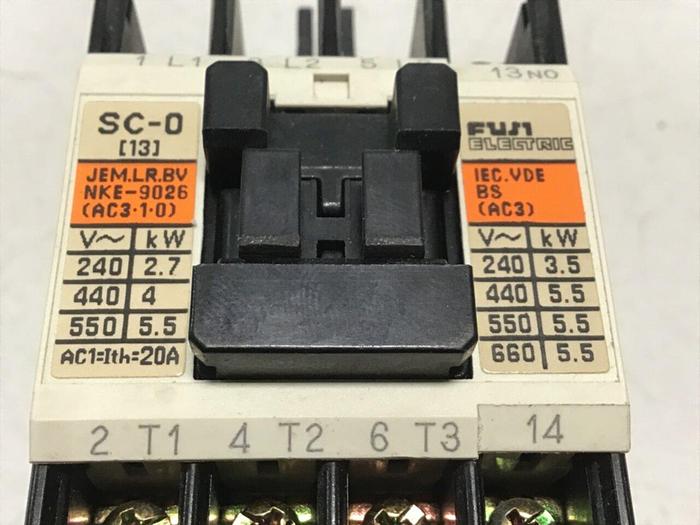 1 L1 3 L2 5 13NO
SC-0
[13]
JEM.LR.BV
NKE-9026
(AC3·1·0)
V~ kW
240 2.7
440 4
550 5.5
AC1=Ith=20A
FUJI
ELECTRIC
IEC.VDE
BS
(AC3)
V~ kW
240 3.5
440 5.5
550 5.5
660 5.5
2 T1 4 T2 6 T3 14